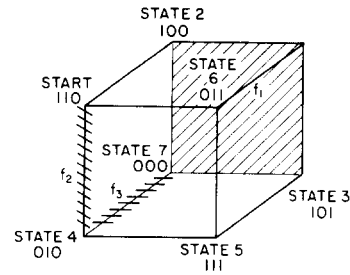 STATE 2
100
STATE
6
011
f₁
START
110
STATE 7
000
f₂
f₃
STATE 3
101
STATE 4
010
STATE 5
111